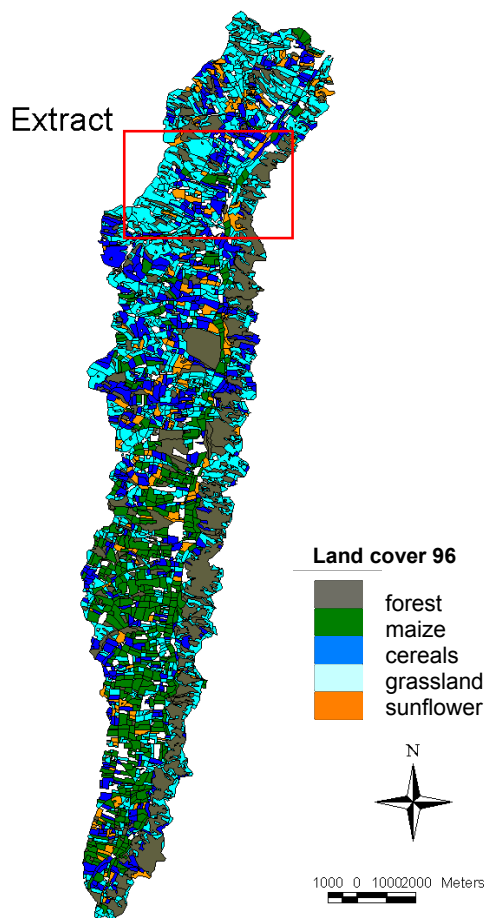 Extract
Land cover 96
forest
maize
cereals
grassland
sunflower
N
1000 0 10002000 Meters